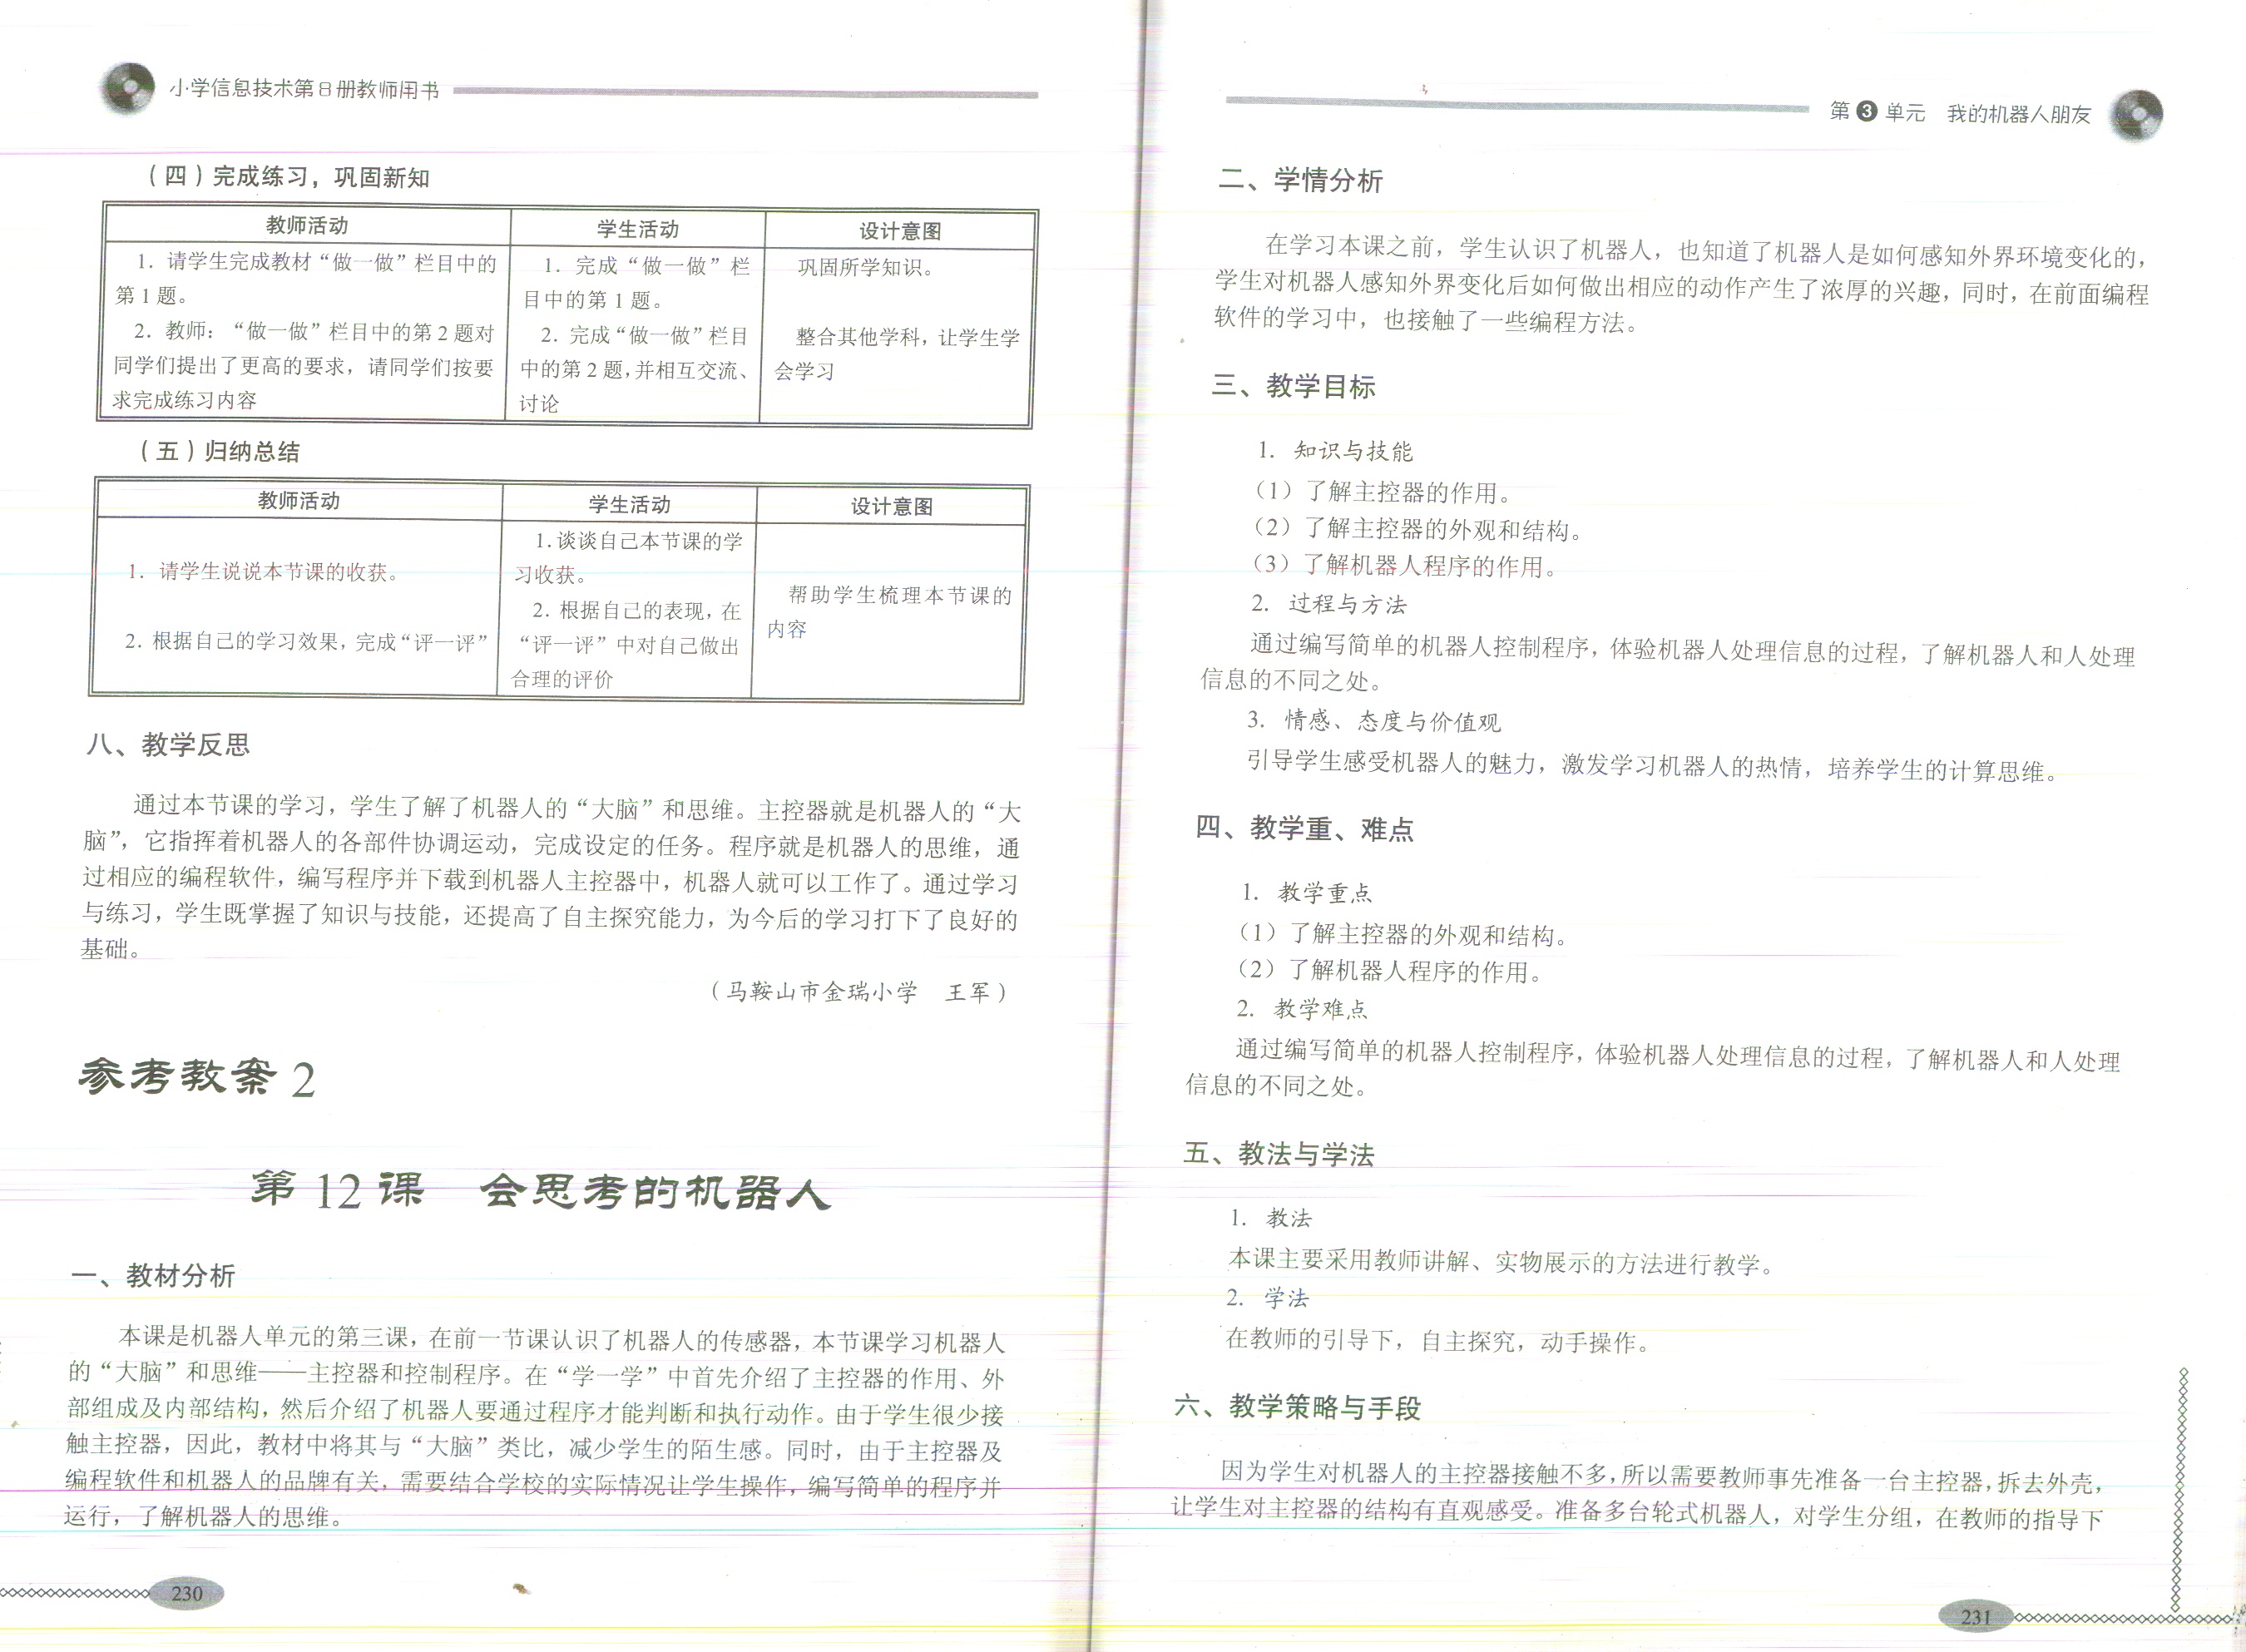 小学信息技术第8册教师用书
（四）完成练习，巩固新知
教师活动 学生活动 设计意图
1. 请学生完成教材“做一做”栏目中的
第1题。
2. 教师：“做一做”栏目中的第2题对
同学们提出了更高的要求，请同学们按要
求完成练习内容
1. 完成“做一做”栏
目中的第1题。
2. 完成“做一做”栏目
中的第2题，并相互交流、
讨论
巩固所学知识。
整合其他学科，让学生学
会学习
（五）归纳总结
教师活动 学生活动 设计意图
1. 请学生说说本节课的收获。
2. 根据自己的学习效果，完成“评一评”
1. 谈谈自己本节课的学
习收获。
2. 根据自己的表现，在
“评一评”中对自己做出
合理的评价
帮助学生梳理本节课的
内容
八、教学反思
通过本节课的学习，学生了解了机器人的“大脑”和思维。主控器就是机器人的“大
脑”，它指挥着机器人的各部件协调运动，完成设定的任务。程序就是机器人的思维，通
过相应的编程软件，编写程序并下载到机器人主控器中，机器人就可以工作了。通过学习
与练习，学生既掌握了知识与技能，还提高了自主探究能力，为今后的学习打下了良好的
基础。
（马鞍山市金瑞小学 王军）
参考教案2
第12课 会思考的机器人
一、教材分析
本课是机器人单元的第三课，在前一节课认识了机器人的传感器，本节课学习机器人
的“大脑”和思维——主控器和控制程序。在“学一学”中首先介绍了主控器的作用、外
部组成及内部结构，然后介绍了机器人要通过程序才能判断和执行动作。由于学生很少接
触主控器，因此，教材中将其与“大脑”类比，减少学生的陌生感。同时，由于主控器及
编程软件和机器人的品牌有关，需要结合学校的实际情况让学生操作，编写简单的程序并
运行，了解机器人的思维。
230
第3单元 我的机器人朋友
二、学情分析
在学习本课之前，学生认识了机器人，也知道了机器人是如何感知外界环境变化的，
学生对机器人感知外界变化后如何做出相应的动作产生了浓厚的兴趣，同时，在前面编程
软件的学习中，也接触了一些编程方法。
三、教学目标
1. 知识与技能
（1）了解主控器的作用。
（2）了解主控器的外观和结构。
（3）了解机器人程序的作用。
2. 过程与方法
通过编写简单的机器人控制程序，体验机器人处理信息的过程，了解机器人和人处理
信息的不同之处。
3. 情感、态度与价值观
引导学生感受机器人的魅力，激发学习机器人的热情，培养学生的计算思维。
四、教学重、难点
1. 教学重点
（1）了解主控器的外观和结构。
（2）了解机器人程序的作用。
2. 教学难点
通过编写简单的机器人控制程序，体验机器人处理信息的过程，了解机器人和人处理
信息的不同之处。
五、教法与学法
1. 教法
本课主要采用教师讲解、实物展示的方法进行教学。
2. 学法
在教师的引导下，自主探究，动手操作。
六、教学策略与手段
因为学生对机器人的主控器接触不多，所以需要教师事先准备一台主控器，拆去外壳，
让学生对主控器的结构有直观感受。准备多台轮式机器人，对学生分组，在教师的指导下
231